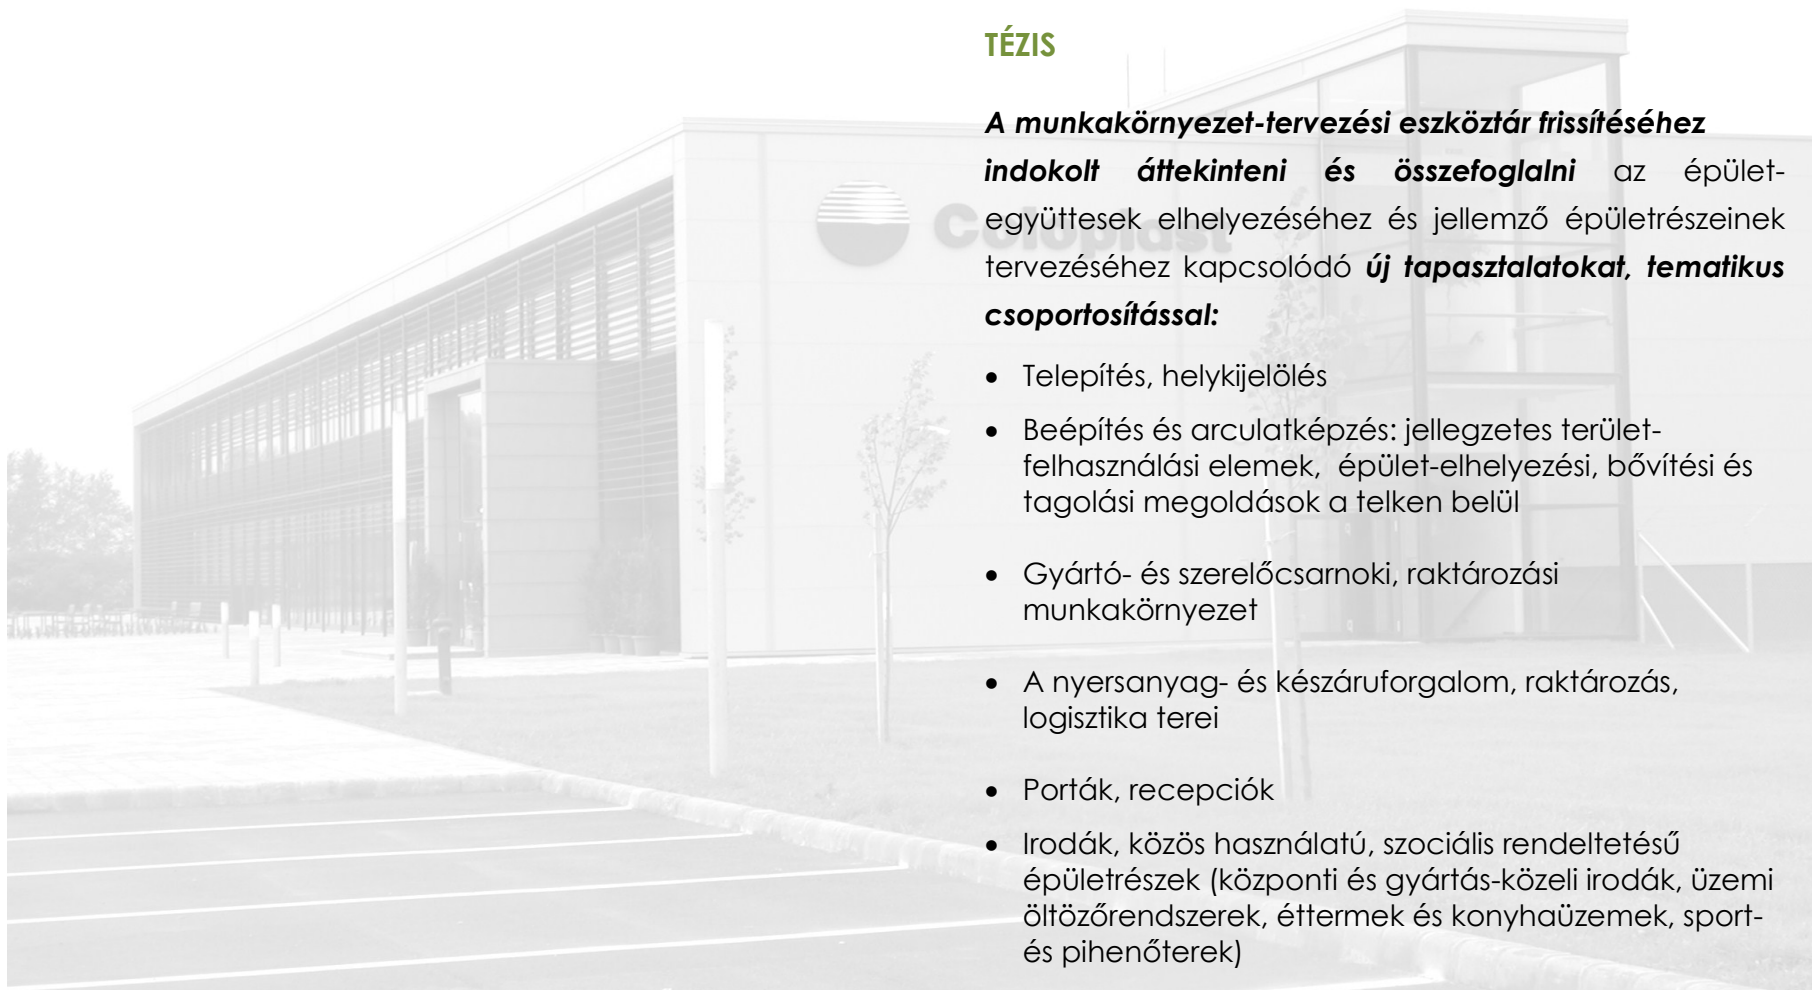 TÉZIS
A munkakörnyezet-tervezési eszköztár frissítéséhez
indokolt áttekinteni és összefoglalni az épület-
együttesek elhelyezéséhez és jellemző épületrészeinek
tervezéséhez kapcsolódó új tapasztalatokat, tematikus
csoportosítással:
• Telepítés, helykijelölés
• Beépítés és arculatképzés: jellegzetes terület-
felhasználási elemek, épület-elhelyezési, bővítési és
tagolási megoldások a telken belül
• Gyártó- és szerelőcsarnoki, raktározási
munkakörnyezet
• A nyersanyag- és készáruforgalom, raktározás,
logisztika terei
• Porták, recepciók
• Irodák, közös használatú, szociális rendeltetésű
épületrészek (központi és gyártás-közeli irodák, üzemi
öltözőrendszerek, éttermek és konyhaüzemek, sport-
és pihenőterek)
Coloplast